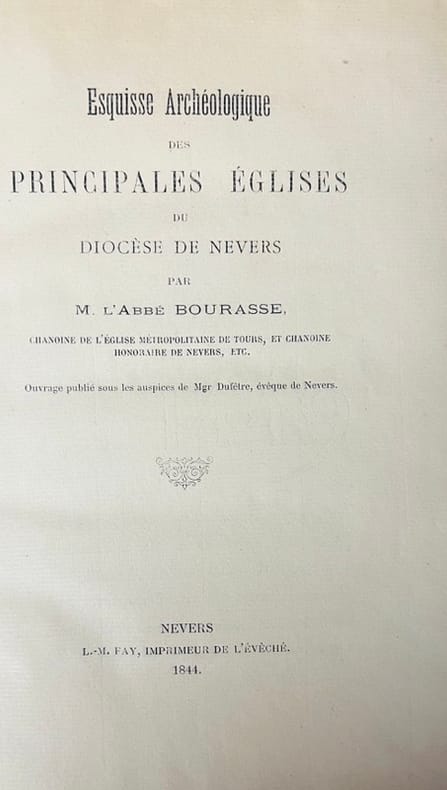 Esquisse Archéologique
DES
PRINCIPALES ÉGLISES
DU
DIOCÈSE DE NEVERS
PAR
M. L'ABBÉ BOURASSE,
CHANOINE DE L'ÉGLISE MÉTROPOLITAINE DE TOURS, ET CHANOINE
HONORAIRE DE NEVERS, ETC.
Ouvrage publié sous les auspices de Mgr Dufêtre, évêque de Nevers.
NEVERS
L.-M. FAY, IMPRIMEUR DE L'ÉVÊCHÉ.
1844.